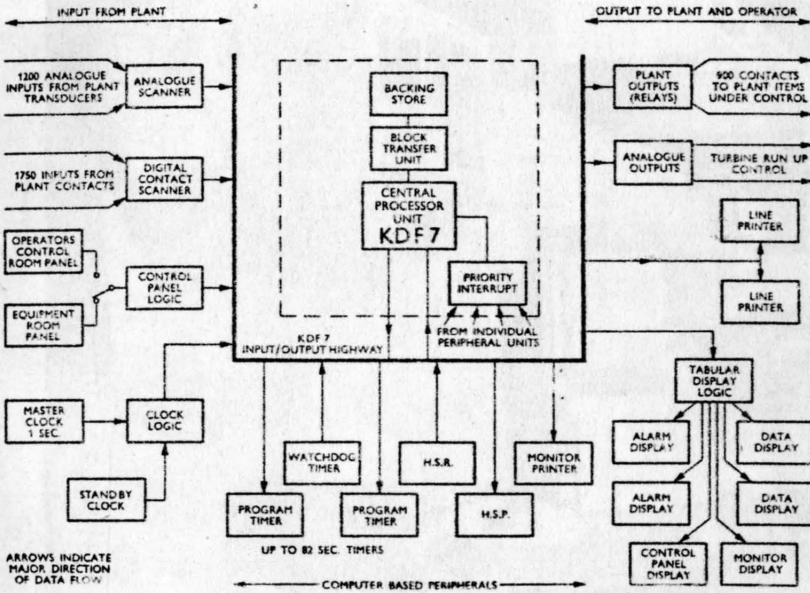 INPUT FROM PLANT
OUTPUT TO PLANT AND OPERATOR
1200 ANALOGUE
INPUTS FROM PLANT
TRANSDUCERS
ANALOGUE
SCANNER
1750 INPUTS FROM
PLANT CONTACTS
DIGITAL
CONTACT
SCANNER
OPERATORS
CONTROL
ROOM PANEL
EQUIPMENT
ROOM
PANEL
CONTROL
PANEL
LOGIC
MASTER
CLOCK
1 SEC.
CLOCK
LOGIC
STANDBY
CLOCK
ARROWS INDICATE
MAJOR DIRECTION
OF DATA FLOW
BACKING
STORE
BLOCK
TRANSFER
UNIT
CENTRAL
PROCESSOR
UNIT
KDF7
PRIORITY
INTERRUPT
FROM INDIVIDUAL
PERIPHERAL UNITS
KDF7
INPUT/OUTPUT HIGHWAY
WATCHDOG
TIMER
H.S.R.
MONITOR
PRINTER
PROGRAM
TIMER
PROGRAM
TIMER
H.S.P.
UP TO 82 SEC. TIMERS
COMPUTER BASED PERIPHERALS
PLANT
OUTPUTS
(RELAYS)
900 CONTACTS
TO PLANT ITEMS
UNDER CONTROL
ANALOGUE
OUTPUTS
TURBINE RUN UP
CONTROL
LINE
PRINTER
LINE
PRINTER
TABULAR
DISPLAY
LOGIC
ALARM
DISPLAY
DATA
DISPLAY
ALARM
DISPLAY
DATA
DISPLAY
CONTROL
PANEL
DISPLAY
MONITOR
DISPLAY